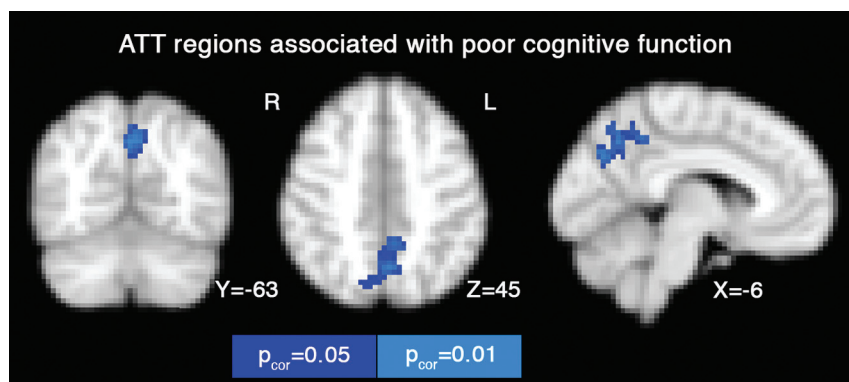 ATT regions associated with poor cognitive function
R
L
Y=-63
Z=45
X=-6
pcor=0.05
pcor=0.01